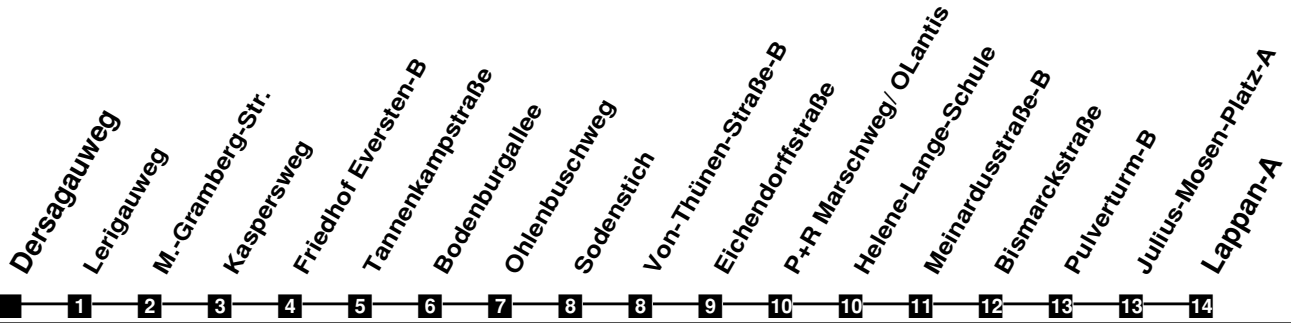 Dersagauweg
Lerigauweg
M.-Gramberg-Str.
Kaspersweg
Friedhof Eversten-B
Tannenkampstraße
Bodenburgallee
Ohlenbuschweg
Sodenstich
Von-Thünen-Straße-B
Eichendorffstraße
P+R Marschweg/ OLantis
Helene-Lange-Schule
Meinardusstraße-B
Bismarckstraße
Pulverturm-B
Julius-Mosen-Platz-A
Lappan-A
1 2 3 4 5 6 7 8 8 9 10 10 11 12 13 13 14